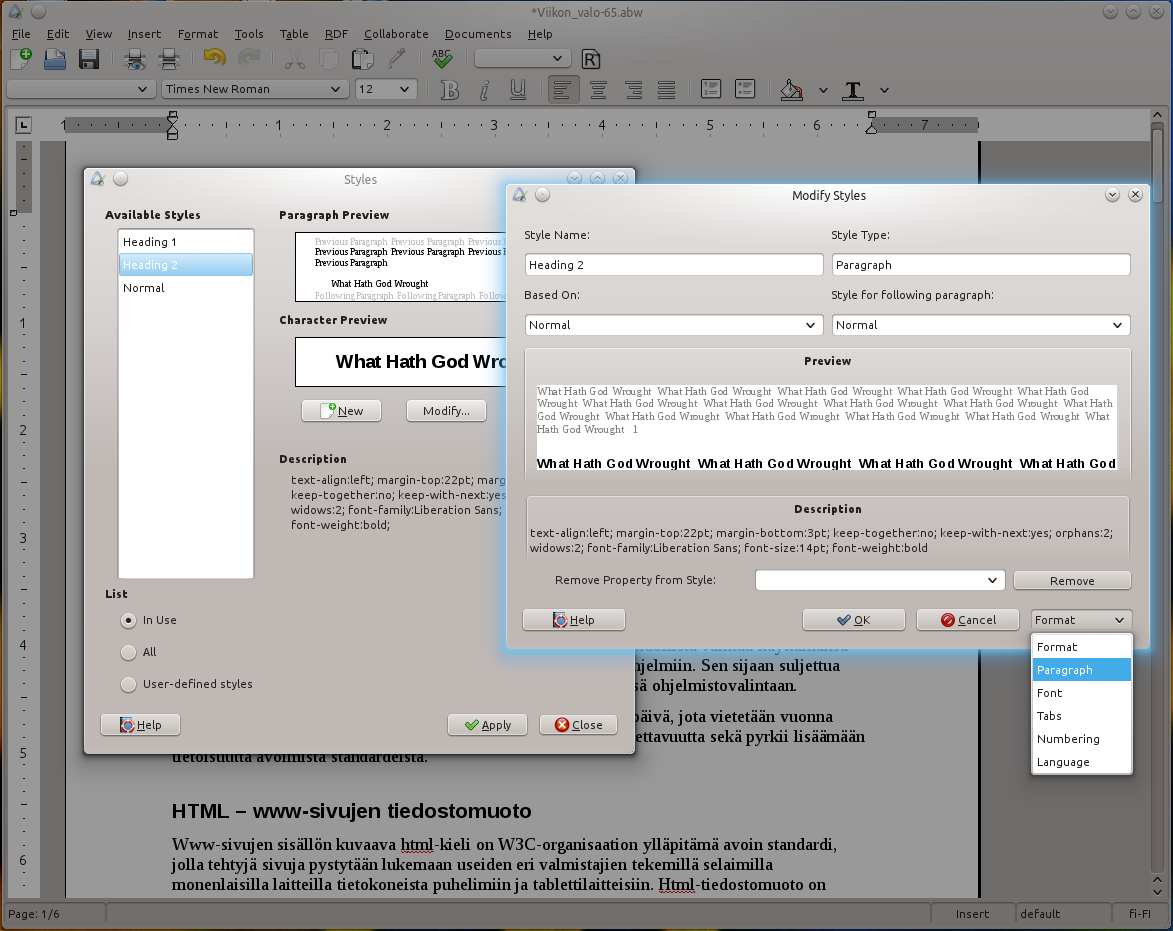 *Viikon_valo-65.abw
File Edit View Insert Format Tools Table RDF Collaborate Documents Help
ABC
R
Times New Roman
12
B i U
T
1 1 2 3 4 5 6 7
Styles
Available Styles
Heading 1
Heading 2
Normal
List
In Use
All
User-defined styles
Help
Paragraph Preview
Previous Paragraph Previous Paragraph Previous
Previous Paragraph Previous Paragraph Previous
Previous Paragraph
What Hath God Wrought
Following Paragraph Following Paragraph
Character Preview
What Hath God
New
Modify...
Description
text-align:left; margin-top:22pt;
keep-together:no; keep-with-next:yes
widows:2; font-family:Liberation Sans;
font-weight:bold;
Apply
Close
Modify Styles
Style Name:
Style Type:
Heading 2
Paragraph
Based On:
Style for following paragraph:
Normal
Normal
Preview
What Hath God Wrought What Hath God Wrought What Hath God Wrought What Hath God Wrought What Hath God
Wrought What Hath God Wrought What Hath God Wrought What Hath God Wrought What Hath God Wrought What Hath
God Wrought What Hath God Wrought What Hath God Wrought What Hath God Wrought What Hath God Wrought What
Hath God Wrought 1
What Hath God Wrought What Hath God Wrought What Hath God Wrought What Hath God
Description
text-align:left; margin-top:22pt; margin-bottom:3pt; keep-together:no; keep-with-next:yes; orphans:2;
widows:2; font-family:Liberation Sans; font-size:14pt; font-weight:bold
Remove Property from Style:
Remove
Help
OK
Cancel
Format
Format
Paragraph
Font
Tabs
Numbering
Language
1
2
3
4
5
6
Sen sijaan suljettua
ohjelmistovalintaan.
jota vietetään vuonna
sekä pyrkii lisäämään
tietoisuutta avoimista standardeista.
HTML – www-sivujen tiedostomuoto
Www-sivujen sisällön kuvaava html-kieli on W3C-organisaation ylläpitämä avoin standardi,
jolla tehtyjä sivuja pystytään lukemaan useiden eri valmistajien tekemillä selaimilla
monenlaisilla laitteilla tietokoneista puhelimiin ja tablettilaitteisiin. Html-tiedostomuoto on
Page: 1/6
Insert
default
fi-FI